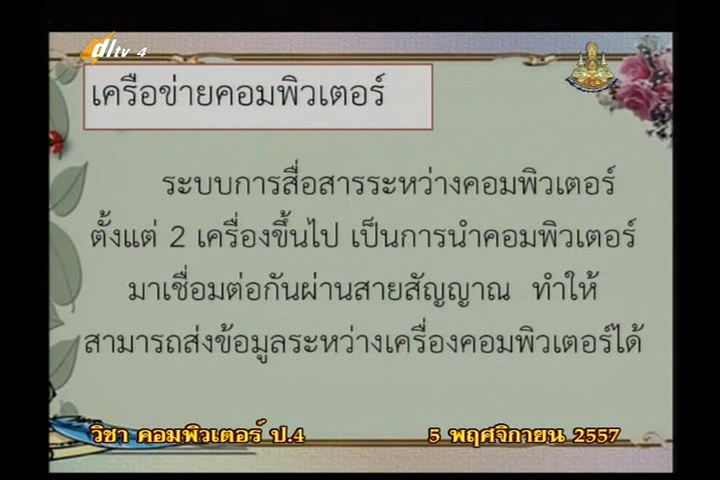 dltv 4
เครือข่ายคอมพิวเตอร์
ระบบการสื่อสารระหว่างคอมพิวเตอร์
ตั้งแต่ 2 เครื่องขึ้นไป เป็นการนำคอมพิวเตอร์
มาเชื่อมต่อกันผ่านสายสัญญาณ ทำให้
สามารถส่งข้อมูลระหว่างเครื่องคอมพิวเตอร์ได้
วิชา คอมพิวเตอร์ ป.4 5 พฤศจิกายน 2557